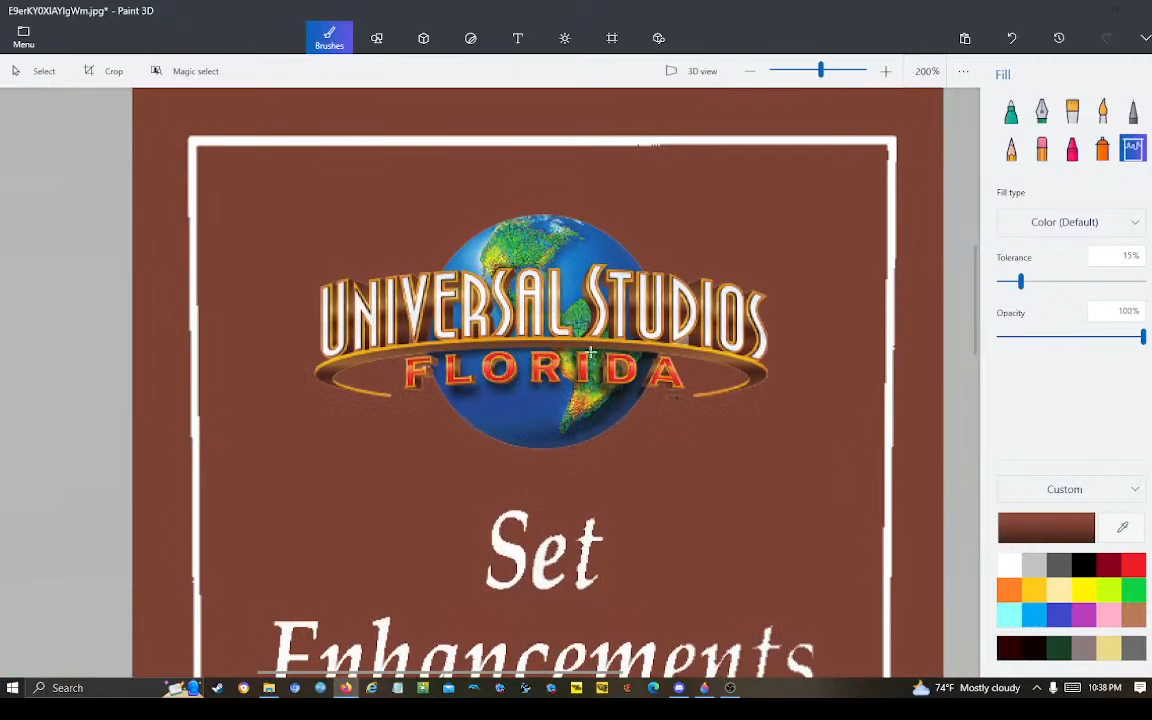 E9erKY0XIAYIgWm.jpg* - Paint 3D
Menu
Brushes
Select
Crop
Magic select
3D view
200%
Fill
Fill type
Color (Default)
Tolerance
15%
Opacity
100%
UNIVERSAL STUDIOS
FLORIDA
Set
Enhancements
Custom
Search
74°F Mostly cloudy
10:38 PM